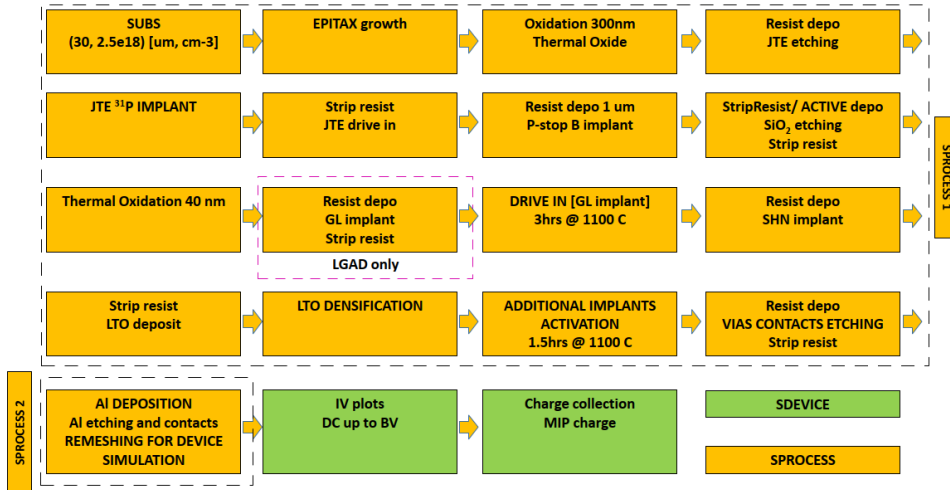 SUBS
(30, 2.5e18) [um, cm-3]
EPITAX growth
Oxidation 300nm
Thermal Oxide
Resist depo
JTE etching
JTE ³¹P IMPLANT
Strip resist
JTE drive in
Resist depo 1 um
P-stop B implant
StripResist/ ACTIVE depo
SiO₂ etching
Strip resist
SPROCESS 1
Thermal Oxidation 40 nm
Resist depo
GL implant
Strip resist
LGAD only
DRIVE IN [GL implant]
3hrs @ 1100 C
Resist depo
SHN implant
Strip resist
LTO deposit
LTO DENSIFICATION
ADDITIONAL IMPLANTS
ACTIVATION
1.5hrs @ 1100 C
Resist depo
VIAS CONTACTS ETCHING
Strip resist
SPROCESS 2
Al DEPOSITION
Al etching and contacts
REMESHING FOR DEVICE
SIMULATION
IV plots
DC up to BV
Charge collection
MIP charge
SDEVICE
SPROCESS